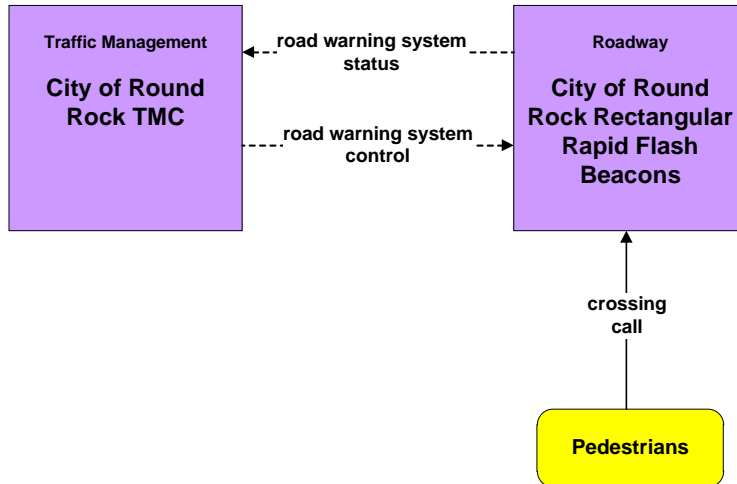 Traffic Management
City of Round
Rock TMC
road warning system
status
road warning system
control
Roadway
City of Round
Rock Rectangular
Rapid Flash
Beacons
crossing
call
Pedestrians